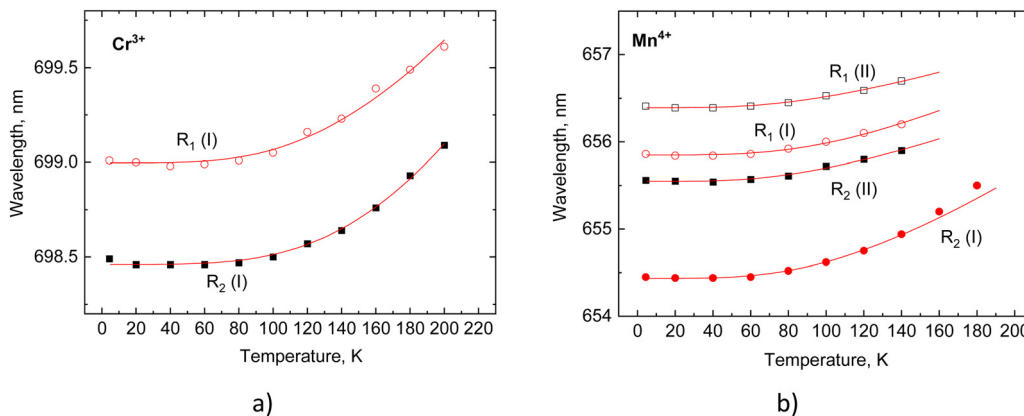 Cr3+
699.5
699.0
698.5
Wavelength, nm
R1 (I)
R2 (I)
0 20 40 60 80 100 120 140 160 180 200 220
Temperature, K
a)
Mn4+
657
656
655
654
Wavelength, nm
R1 (II)
R1 (I)
R2 (II)
R2 (I)
0 20 40 60 80 100 120 140 160 180 200
Temperature, K
b)